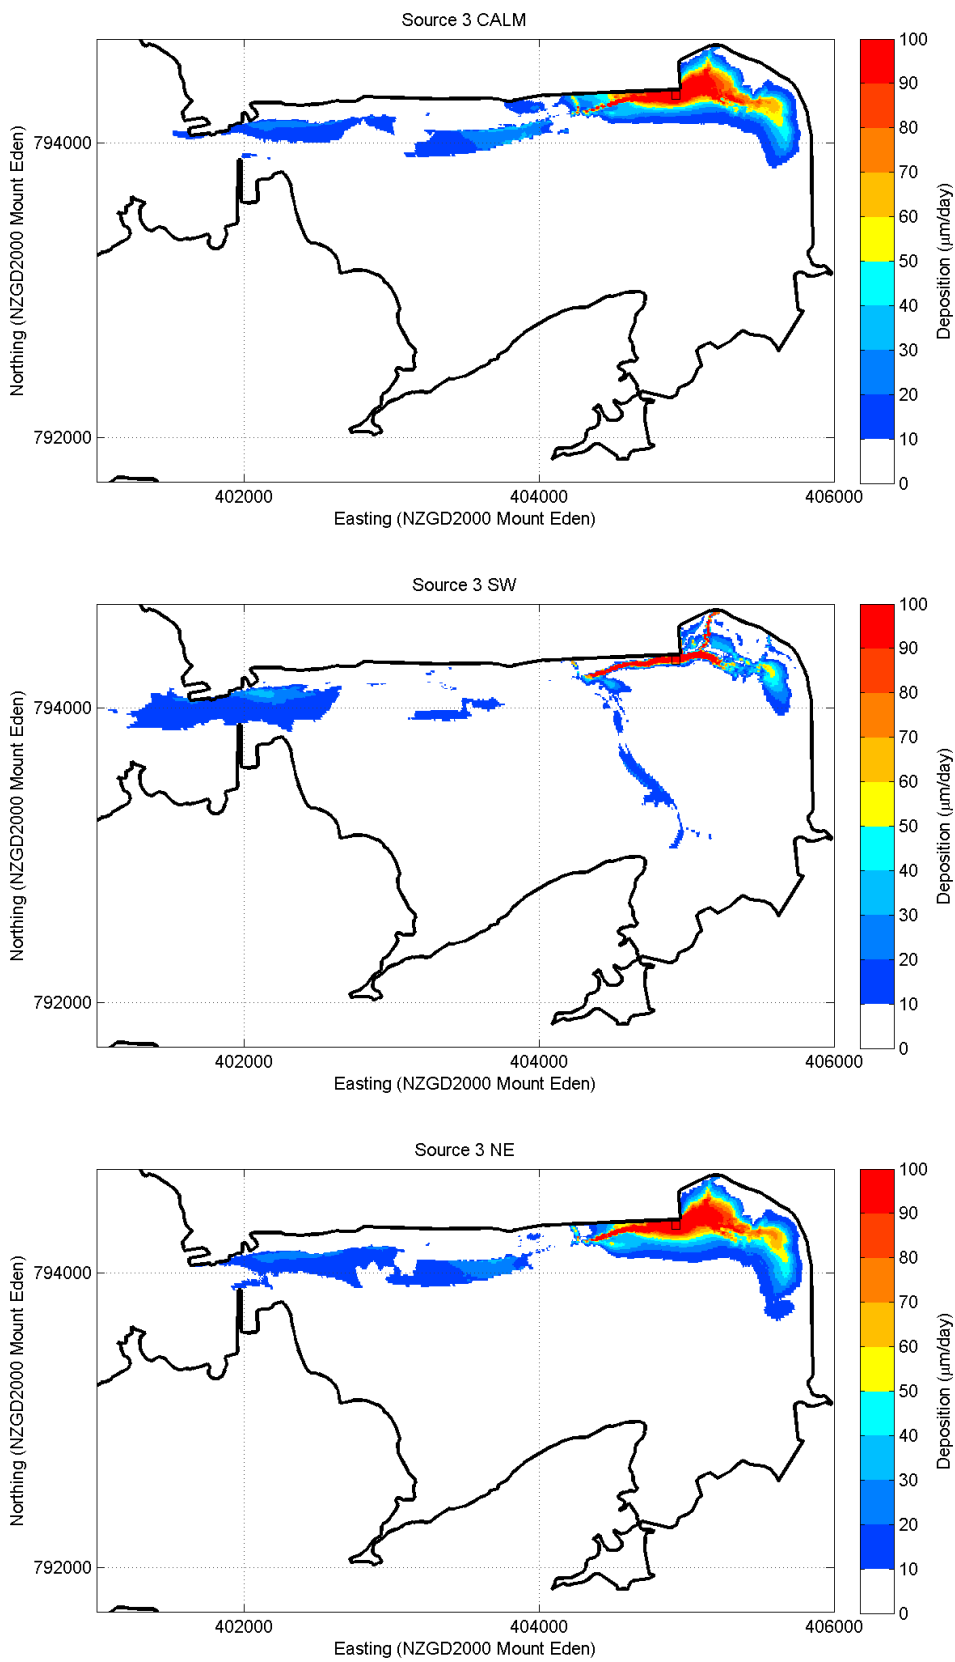 Source 3 CALM
100
90
80
70
60
50
40
30
20
10
0
Deposition (µm/day)
794000
792000
Northing (NZGD2000 Mount Eden)
402000 404000 406000
Easting (NZGD2000 Mount Eden)
Source 3 SW
100
90
80
70
60
50
40
30
20
10
0
Deposition (µm/day)
794000
792000
Northing (NZGD2000 Mount Eden)
402000 404000 406000
Easting (NZGD2000 Mount Eden)
Source 3 NE
100
90
80
70
60
50
40
30
20
10
0
Deposition (µm/day)
794000
792000
Northing (NZGD2000 Mount Eden)
402000 404000 406000
Easting (NZGD2000 Mount Eden)